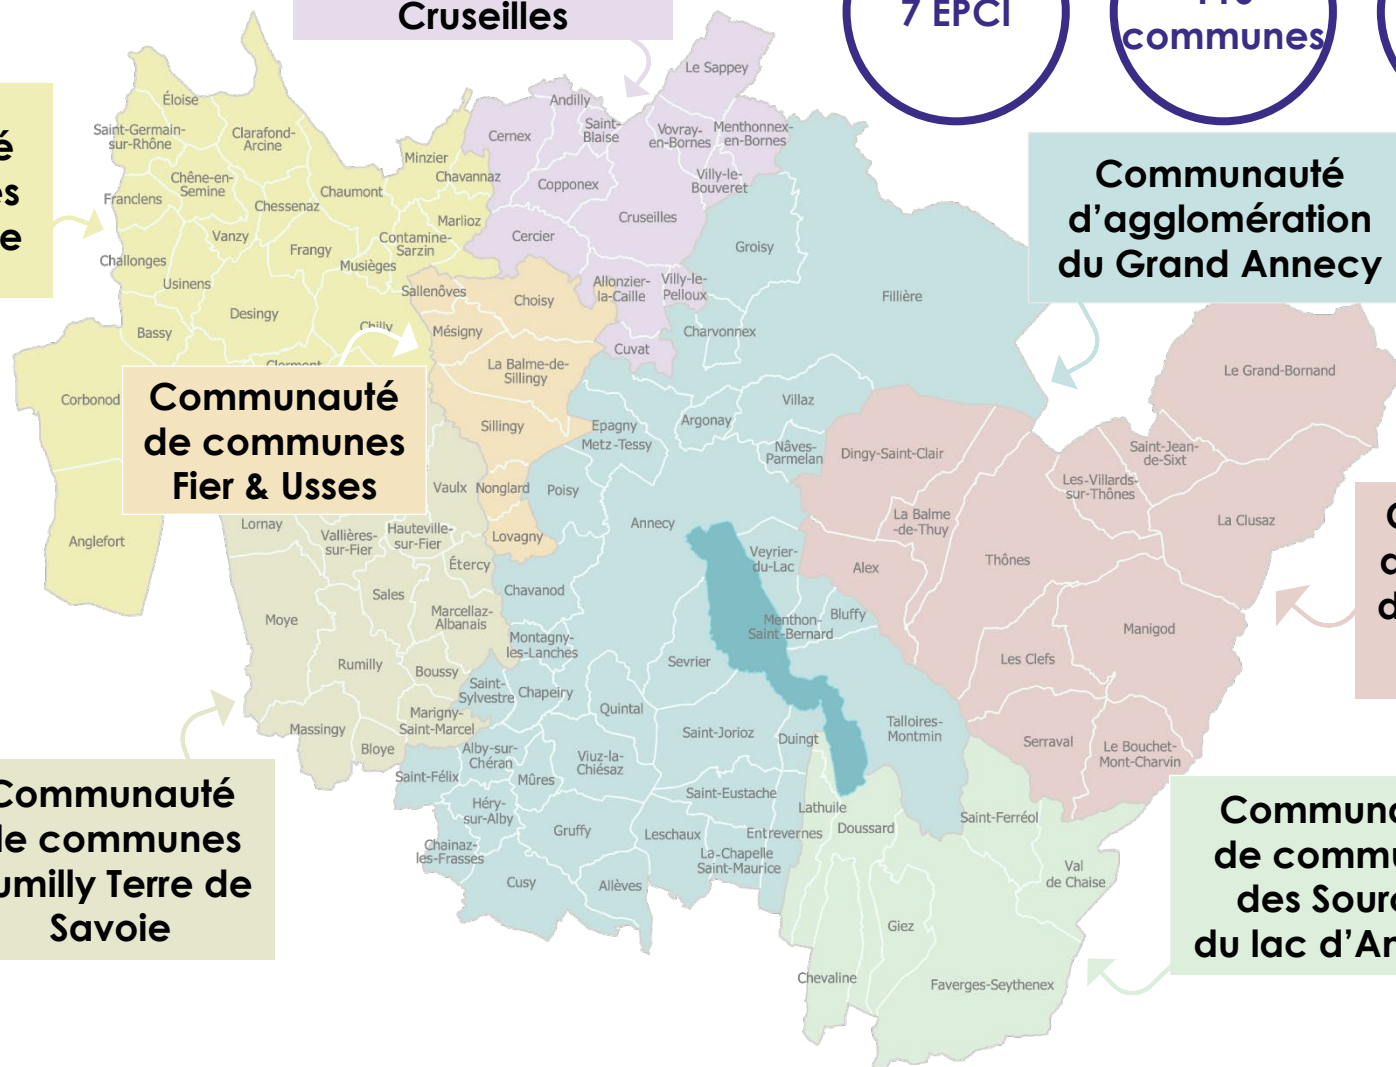 Cruseilles
7 EPCI
communes
Communauté
d'agglomération
du Grand Annecy
Communauté
de communes
Fier & Usses
Communauté
de communes
Rumilly Terre de
Savoie
des
du lac
Le Sappey
Andilly
Éloise
Saint-Germain-
sur-Rhône
Clarafond-
Arcine
Cernex
Saint-
Blaise
Vovray-
en-Bornes
Menthonnex-
en-Bornes
Minzier
Chavannaz
Chêne-en-
Semine
Chaumont
Copponex
Villy-le-
Bouveret
Franclens
Chessenaz
Marlioz
Cruseilles
Vanzy
Frangy
Contamine-
Sarzin
Cercier
Groisy
Challonges
Musièges
Usinens
Sallenôves
Choisy
Allonzier-
la-Caille
Villy-le-
Pelloux
Fillière
Desingy
Bassy
Chilly
Mésigny
Charvonnex
Cuvat
Clermont
La Balme-de-
Sillingy
Le Grand-Bornand
Corbonod
Villaz
Sillingy
Epagny
Metz-Tessy
Argonay
Nâves-
Parmelan
Dingy-Saint-Clair
Saint-Jean-
de-Sixt
Vaulx
Nonglard
Poisy
Les-Villards-
sur-Thônes
Annecy
La Balme
-de-Thuy
La Clusaz
Lornay
Vallières-
sur-Fier
Hauteville-
sur-Fier
Lovagny
Anglefort
Étercy
Veyrier-
du-Lac
Alex
Thônes
Sales
Chavanod
Moye
Marcellaz-
Albanais
Menthon-
Saint-Bernard
Bluffy
Manigod
Montagny-
les-Lanches
Rumilly
Boussy
Sevrier
Les Clefs
Saint-
Sylvestre
Chapeiry
Quintal
Massingy
Marigny-
Saint-Marcel
Saint-Jorioz
Duingt
Talloires-
Montmin
Serraval
Le Bouchet-
Mont-Charvin
Bloye
Alby-sur-
Chéran
Viuz-la-
Chiésaz
Saint-Félix
Mûres
Saint-Eustache
Héry-
sur-Alby
Lathuile
Saint-Ferréol
Gruffy
Leschaux
Entrevernes
Doussard
Chainaz-
les-Frasses
La-Chapelle
Saint-Maurice
Val
de Chaise
Cusy
Allèves
Giez
Chevaline
Faverges-Seythenex